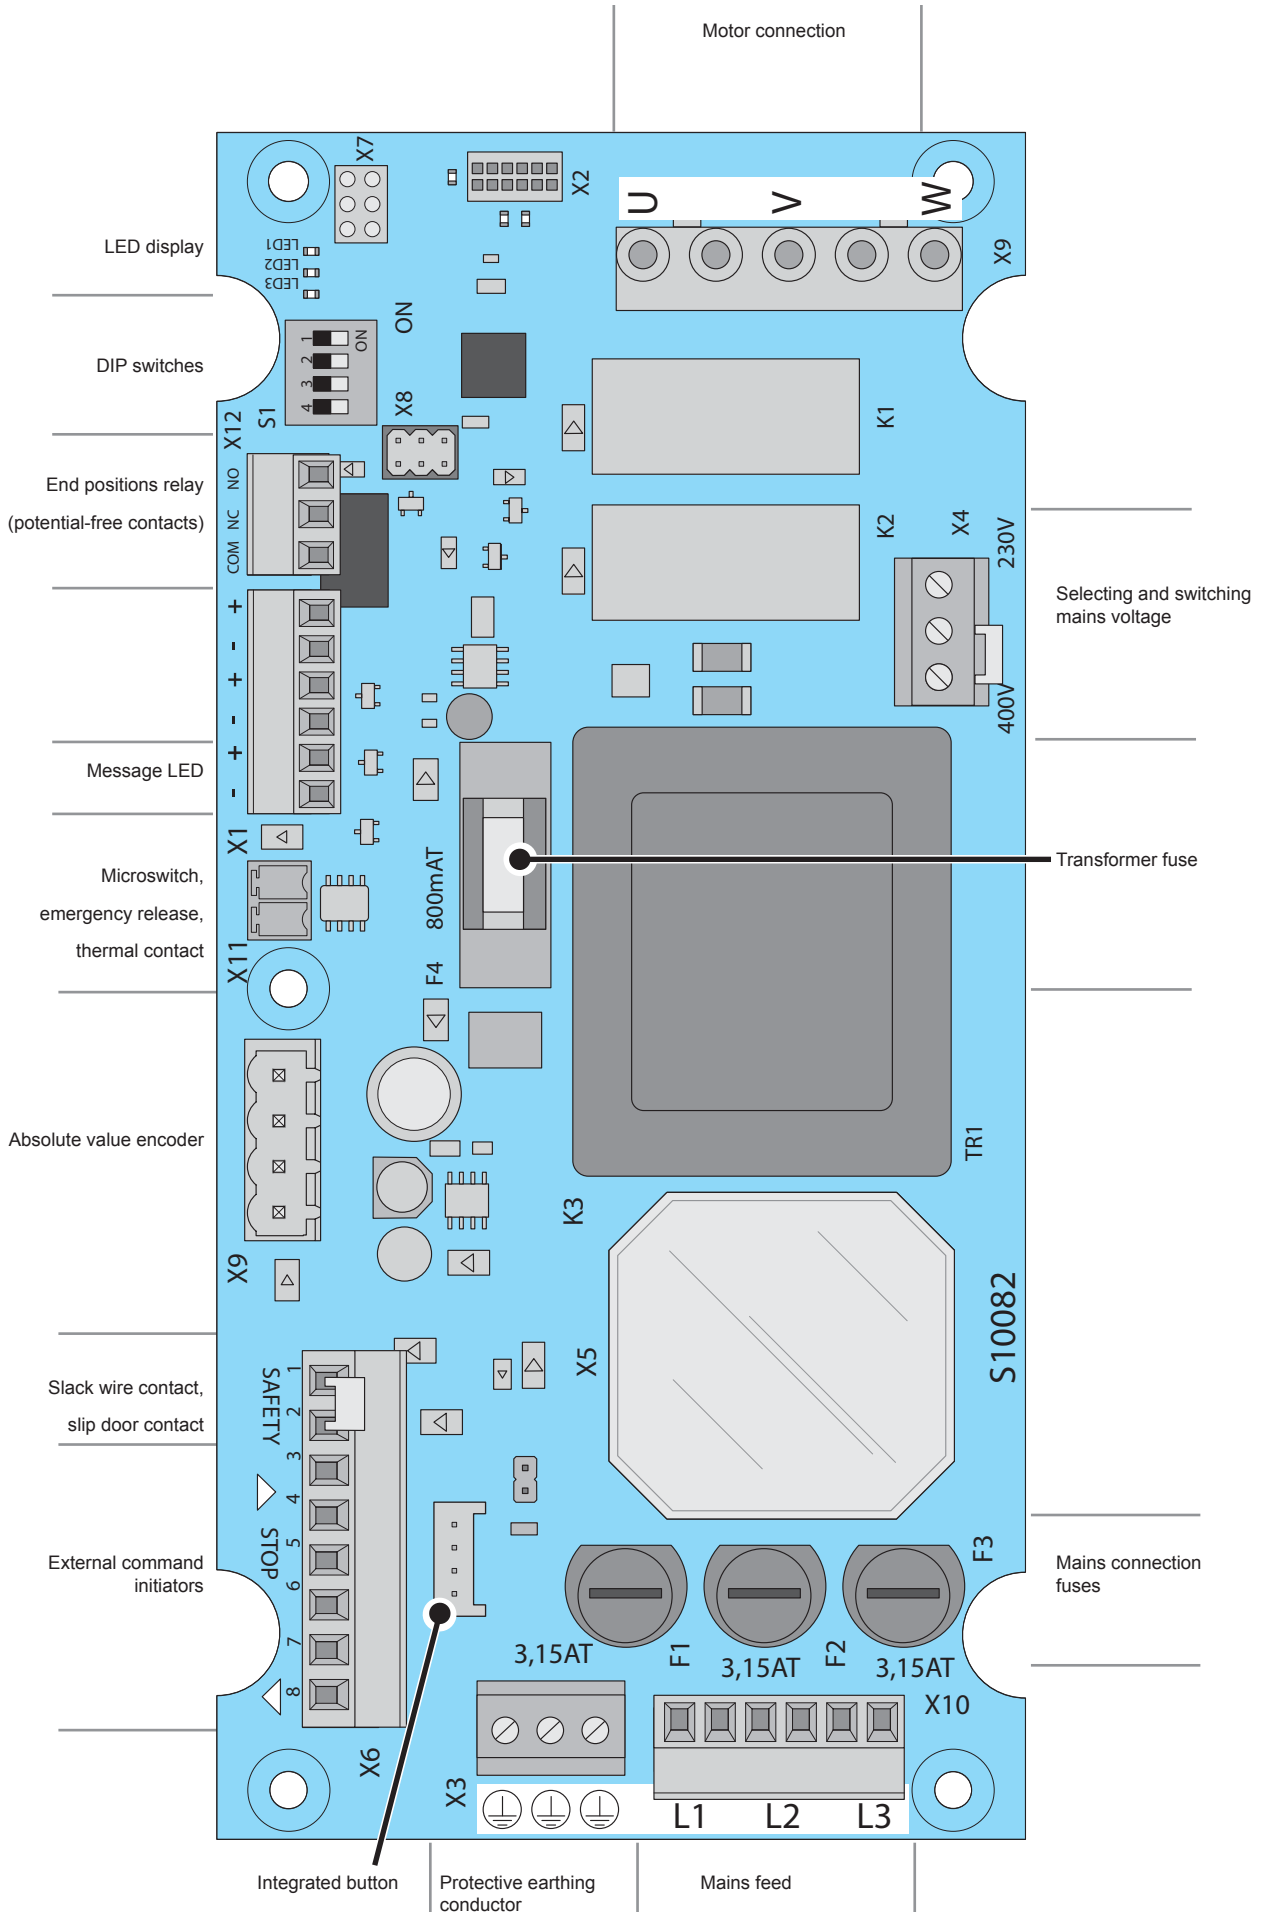 Motor connection
X7
X2
U
V
W
X9
LED display
LED1
LED2
LED3
ON
DIP switches
1
2
3
4
ON
S1
X8
X12
K1
End positions relay
(potential-free contacts)
NO
NC
COM
K2
X4
230V
400V
Selecting and switching
mains voltage
+
-
+
-
+
-
Message LED
X1
Microswitch,
emergency release,
thermal contact
X11
800mAT
F4
Transformer fuse
Absolute value encoder
TR1
K3
X9
S10082
X5
Slack wire contact,
slip door contact
SAFETY
1
2
3
4
5
6
7
8
STOP
External command
initiators
F3
Mains connection
fuses
3,15AT
F1
3,15AT
F2
3,15AT
X10
X6
X3
L1
L2
L3
Integrated button
Protective earthing
conductor
Mains feed